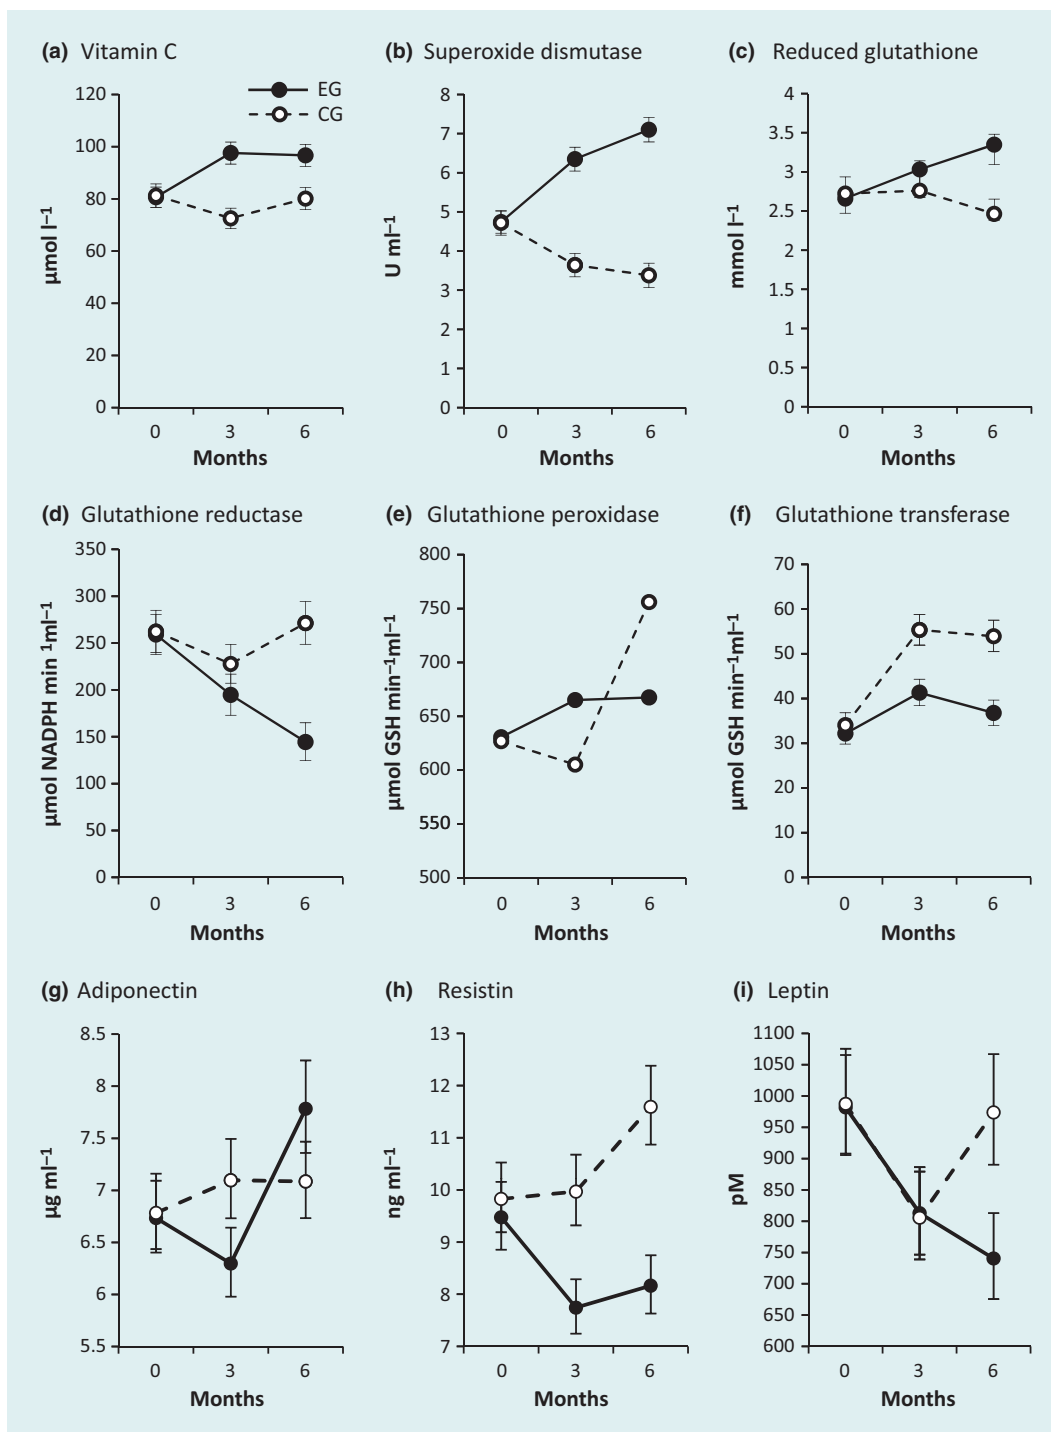 (a) Vitamin C
120
100
80
60
40
20
0
µmol l–1
EG
CG
0 3 6
Months
(b) Superoxide dismutase
8
7
6
5
4
3
2
1
0
U ml–1
0 3 6
Months
(c) Reduced glutathione
4
3.5
3
2.5
2
1.5
1
0.5
0
mmol l–1
0 3 6
Months
(d) Glutathione reductase
350
300
250
200
150
100
50
0
µmol NADPH min 1ml–1
0 3 6
Months
(e) Glutathione peroxidase
800
750
700
650
600
550
500
µmol GSH min–1ml–1
0 3 6
Months
(f) Glutathione transferase
70
60
50
40
30
20
10
0
µmol GSH min–1ml–1
0 3 6
Months
(g) Adiponectin
8.5
8
7.5
7
6.5
6
5.5
µg ml–1
0 3 6
Months
(h) Resistin
13
12
11
10
9
8
7
ng ml–1
0 3 6
Months
(i) Leptin
1100
1050
1000
950
900
850
800
750
700
650
600
pM
0 3 6
Months